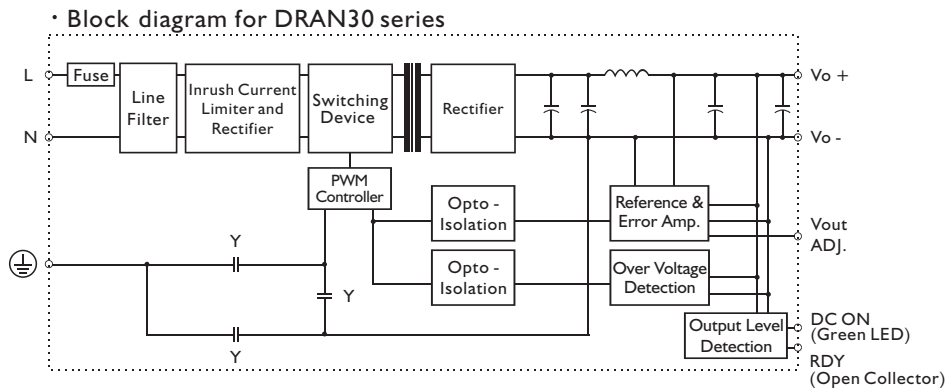 · Block diagram for DRAN30 series
L
Fuse
Line
Filter
Inrush Current
Limiter and
Rectifier
Switching
Device
Rectifier
Vo +
N
Vo -
PWM
Controller
Opto -
Isolation
Reference &
Error Amp.
Vout
ADJ.
Y
Opto -
Isolation
Over Voltage
Detection
Y
Y
Output Level
Detection
DC ON
(Green LED)
RDY
(Open Collector)